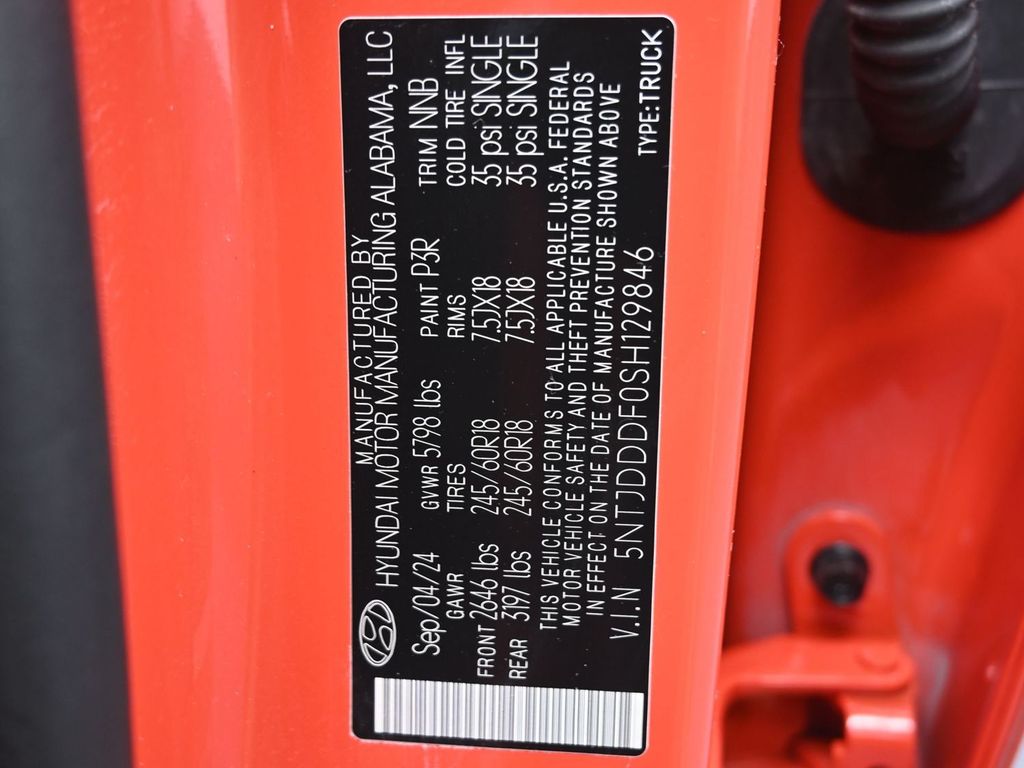 MANUFACTURED BY
HYUNDAI MOTOR MANUFACTURING ALABAMA, LLC
Sep/04/24 GVWR 5798 lbs PAINT P3R TRIM NNB
GAWR TIRES RIMS COLD TIRE INFL
FRONT 2646 lbs 245/60R18 7.5JX18 35 psi SINGLE
REAR 3197 lbs 245/60R18 7.5JX18 35 psi SINGLE
THIS VEHICLE CONFORMS TO ALL APPLICABLE U.S.A. FEDERAL
MOTOR VEHICLE SAFETY AND THEFT PREVENTION STANDARDS
IN EFFECT ON THE DATE OF MANUFACTURE SHOWN ABOVE
V.I.N 5NTJDDDF0SH129846 TYPE:TRUCK